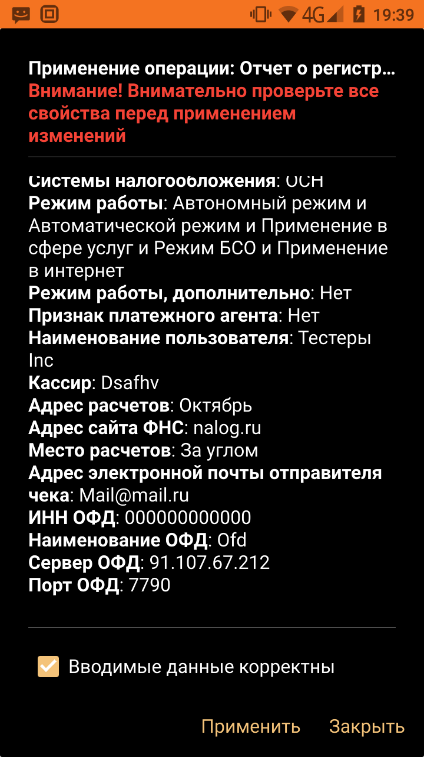 4G 19:39
Применение операции: Отчет о регистр...
Внимание! Внимательно проверьте все
свойства перед применением
изменений
Системы налогообложения: ОСН
Режим работы: Автономный режим и
Автоматической режим и Применение в
сфере услуг и Режим БСО и Применение
в интернет
Режим работы, дополнительно: Нет
Признак платежного агента: Нет
Наименование пользователя: Тестеры
Inc
Кассир: Dsafhv
Адрес расчетов: Октябрь
Адрес сайта ФНС: nalog.ru
Место расчетов: За углом
Адрес электронной почты отправителя
чека: Mail@mail.ru
ИНН ОФД: 000000000000
Наименование ОФД: Ofd
Сервер ОФД: 91.107.67.212
Порт ОФД: 7790
Вводимые данные корректны
Применить Закрыть